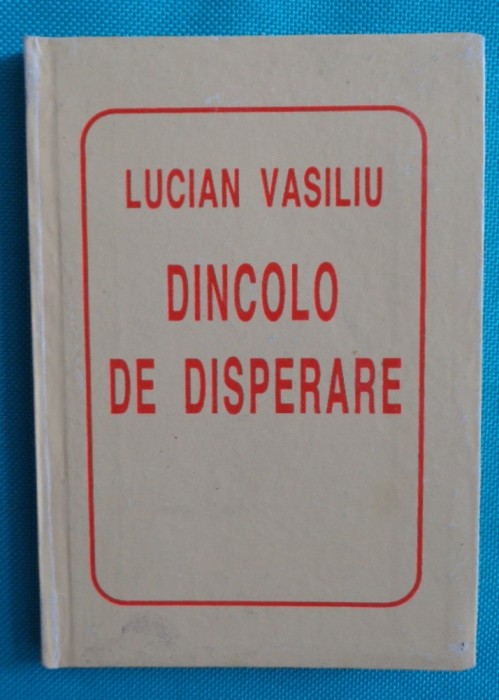 LUCIAN VASILIU
DINCOLO
DE DISPERARE